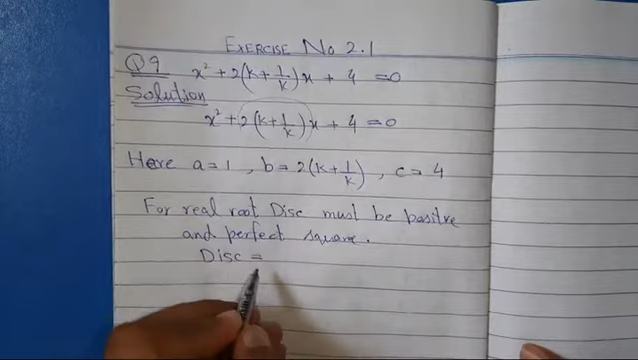 EXERCISE No 2.1
Q9 x² + 2(k + 1/k)x + 4 = 0
Solution
x² + 2(k + 1/k)x + 4 = 0
Here a = 1, b = 2(k + 1/k), c = 4
For real root Disc must be positve
and perfect square.
Disc =